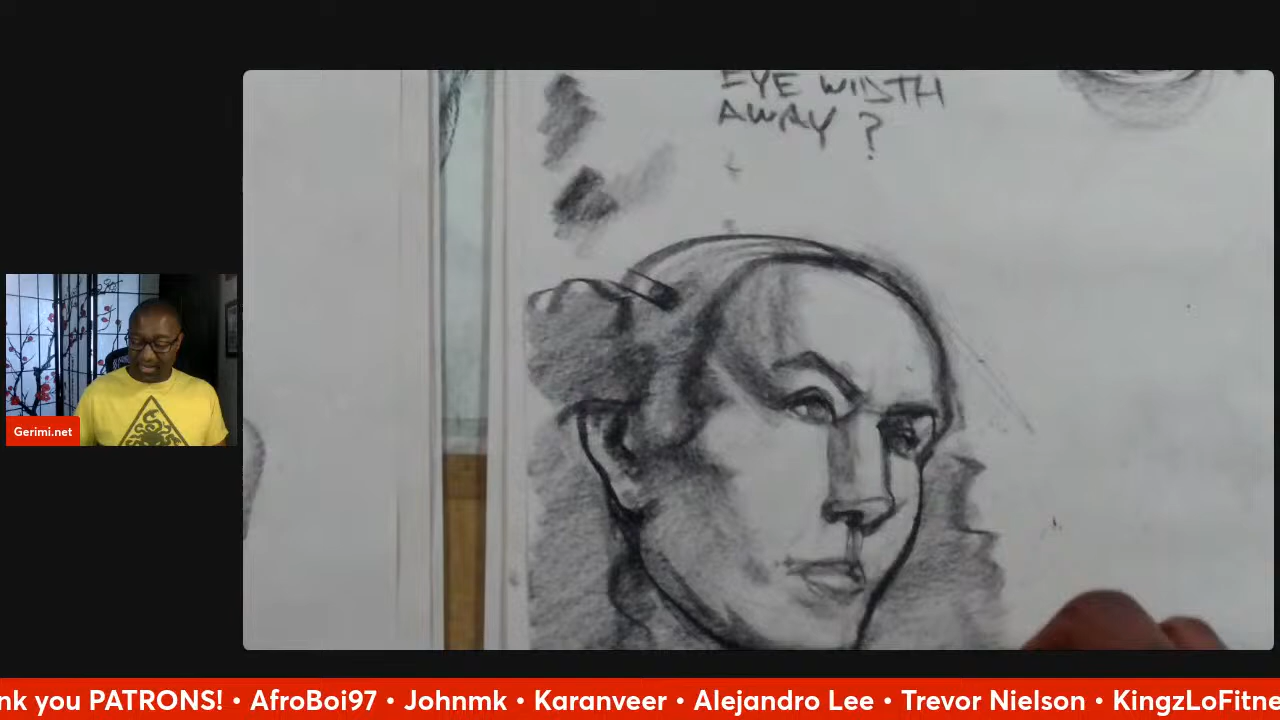 EYE WIDTH
AWAY ?
Gerimi.net
nk you PATRONS! • AfroBoi97 • Johnmk • Karanveer • Alejandro Lee • Trevor Nielson • KingzLoFitne